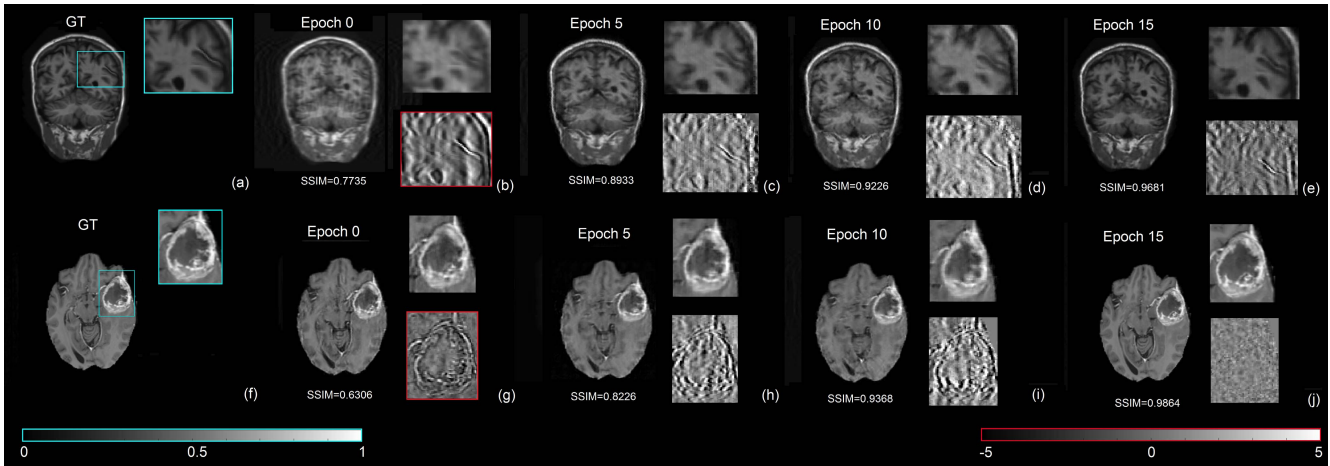 GT
Epoch 0
Epoch 5
Epoch 10
Epoch 15
(a)
SSIM=0.7735
(b)
SSIM=0.8933
(c)
SSIM=0.9226
(d)
SSIM=0.9681
(e)
GT
Epoch 0
Epoch 5
Epoch 10
Epoch 15
(f)
SSIM=0.6306
(g)
SSIM=0.8226
(h)
SSIM=0.9368
(i)
SSIM=0.9864
(j)
0 0.5 1
-5 0 5